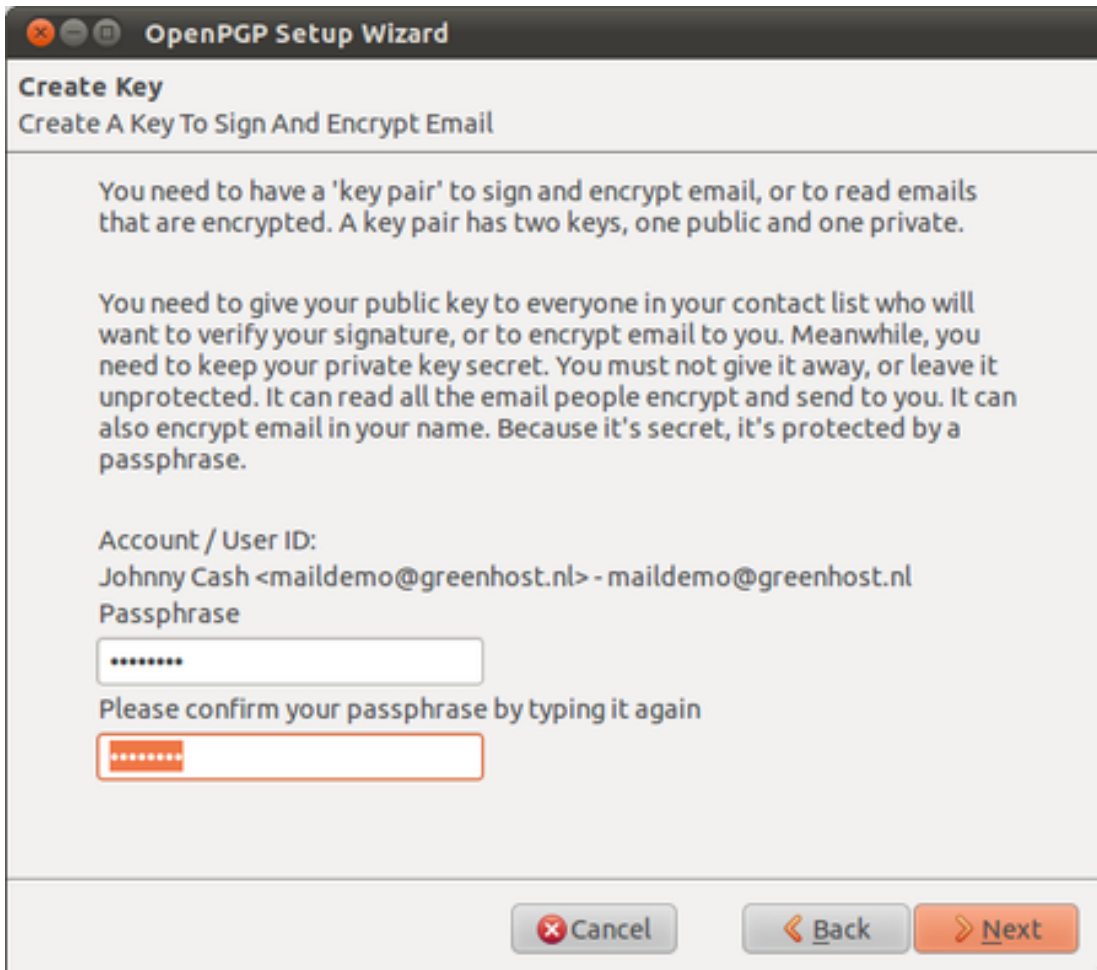 OpenPGP Setup Wizard
Create Key
Create A Key To Sign And Encrypt Email
You need to have a 'key pair' to sign and encrypt email, or to read emails
that are encrypted. A key pair has two keys, one public and one private.
You need to give your public key to everyone in your contact list who will
want to verify your signature, or to encrypt email to you. Meanwhile, you
need to keep your private key secret. You must not give it away, or leave it
unprotected. It can read all the email people encrypt and send to you. It can
also encrypt email in your name. Because it's secret, it's protected by a
passphrase.
Account / User ID:
Johnny Cash <maildemo@greenhost.nl> - maildemo@greenhost.nl
Passphrase
••••••••
Please confirm your passphrase by typing it again
••••••••
Cancel Back Next